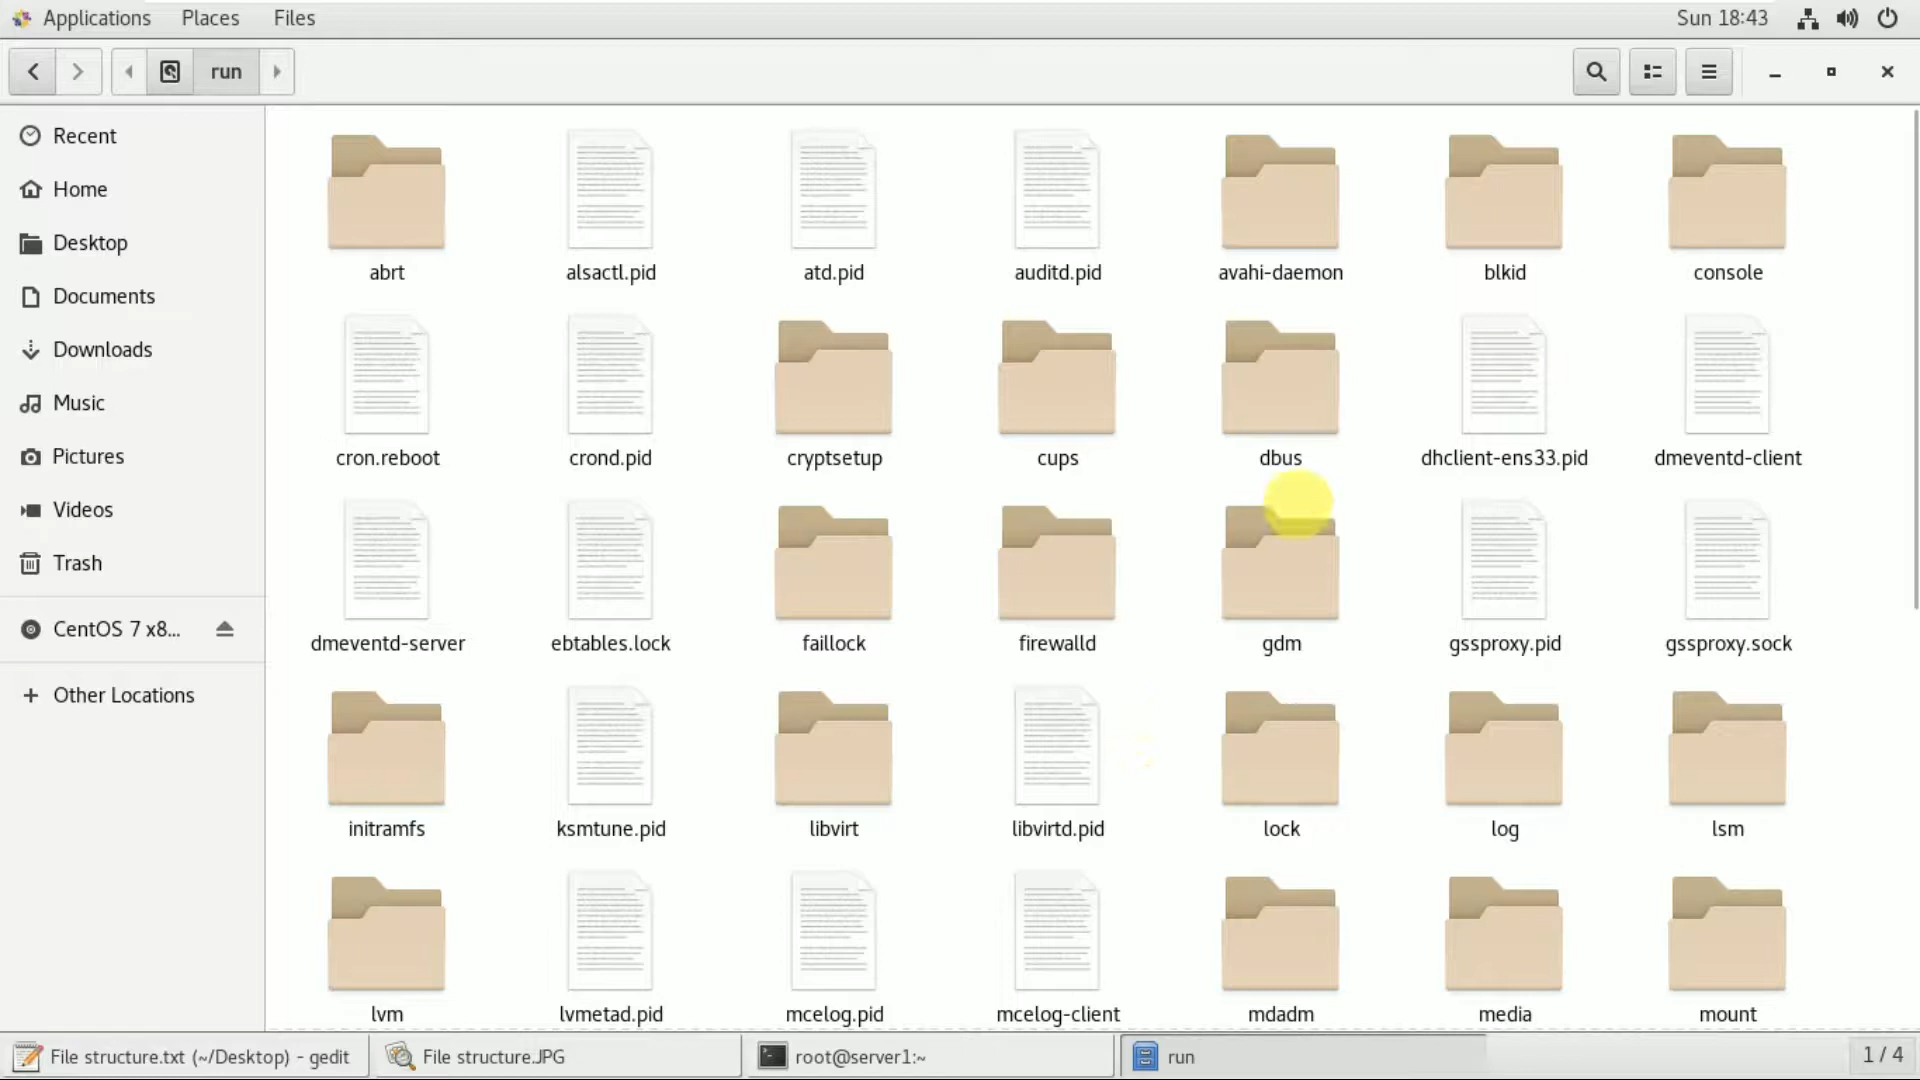 Applications Places Files Sun 18:43
run
Recent
Home
Desktop
Documents
Downloads
Music
Pictures
Videos
Trash
CentOS 7 x8...
Other Locations
abrt alsactl.pid atd.pid auditd.pid avahi-daemon blkid console
cron.reboot crond.pid cryptsetup cups dbus dhclient-ens33.pid dmeventd-client
dmeventd-server ebtables.lock faillock firewalld gdm gssproxy.pid gssproxy.sock
initramfs ksmtune.pid libvirt libvirtd.pid lock log lsm
lvm lvmetad.pid mcelog.pid mcelog-client mdadm media mount
File structure.txt (~/Desktop) - gedit File structure.JPG root@server1:~ run 1 / 4